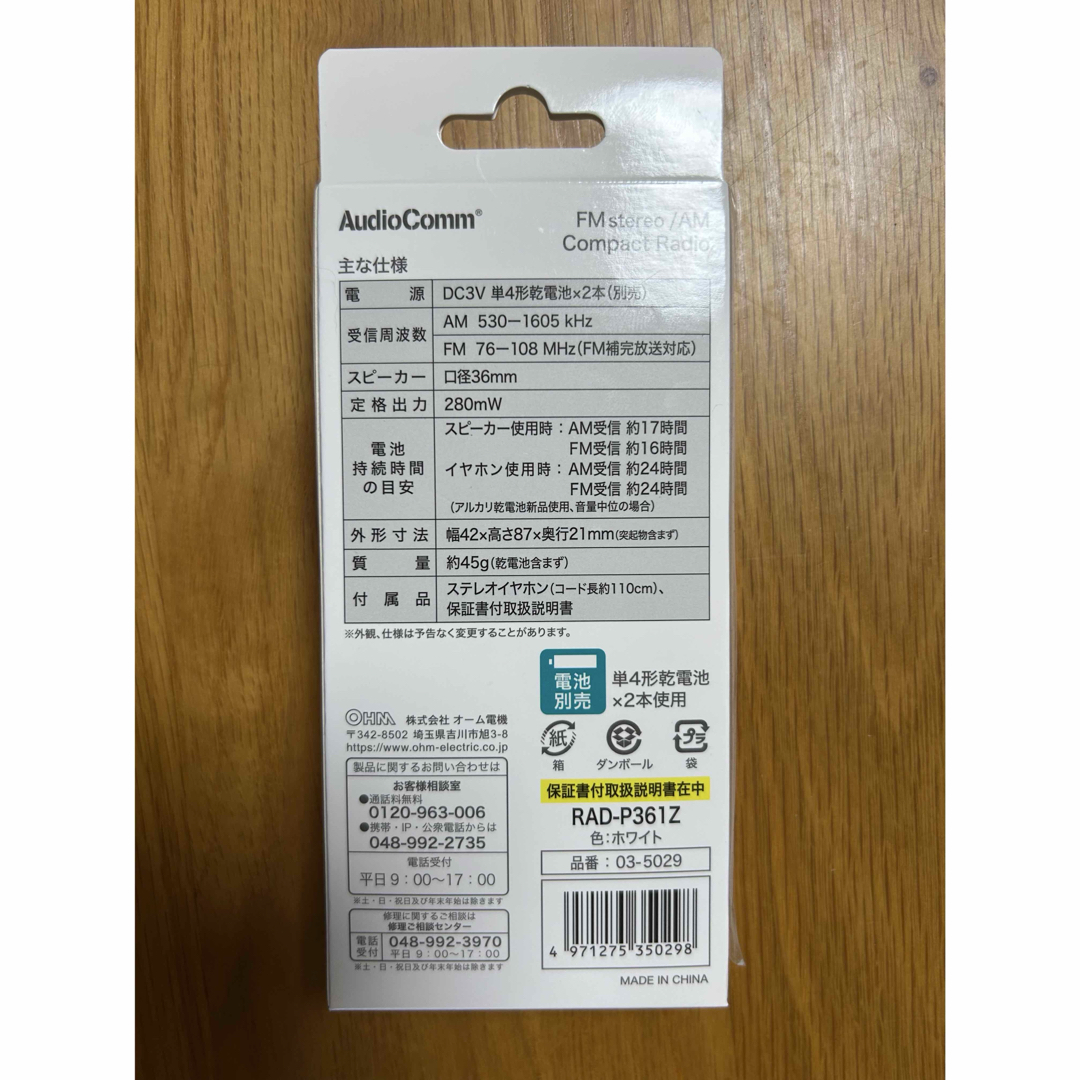 AudioComm®
FM stereo /AM
Compact Radio
主な仕様
電源 DC3V 単4形乾電池×2本(別売)
受信周波数 AM 530ー1605 kHz
FM 76ー108 MHz(FM補完放送対応)
スピーカー 口径36mm
定格出力 280mW
電池持続時間の目安 スピーカー使用時:AM受信 約17時間
FM受信 約16時間
イヤホン使用時:AM受信 約24時間
FM受信 約24時間
(アルカリ乾電池新品使用、音量中位の場合)
外形寸法 幅42×高さ87×奥行21mm(突起物含まず)
質量 約45g(乾電池含まず)
付属品 ステレオイヤホン(コード長約110cm)、
保証書付取扱説明書
※外観、仕様は予告なく変更することがあります。
電池
別売
単4形乾電池
×2本使用
OHM 株式会社 オーム電機
〒342-8502 埼玉県吉川市旭3-8
https://www.ohm-electric.co.jp
製品に関するお問い合わせは
お客様相談室
●通話料無料
0120-963-006
●携帯・IP・公衆電話からは
048-992-2735
電話受付
平日9:00〜17:00
※土・日・祝日及び年末年始は除きます
修理に関するご相談は
修理ご相談センター
電話
受付
048-992-3970
平日 9:00〜17:00
※土・日・祝日及び年末年始は除きます
紙
箱
ダンボール
プラ
袋
保証書付取扱説明書在中
RAD-P361Z
色:ホワイト
品番:03-5029
4 971275 350298
MADE IN CHINA